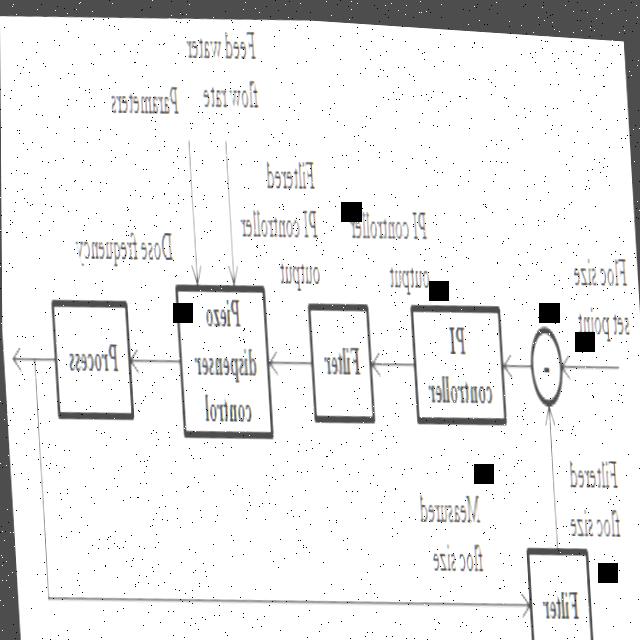 Feed water
flow rate
Parameters
Filtered
PI controller
output
PI controller
output
Dose frequency
Floc size
set point
Process
Piezo
dispenser
control
Filter
PI
controller
-
Filtered
floc size
Measured
floc size
Filter